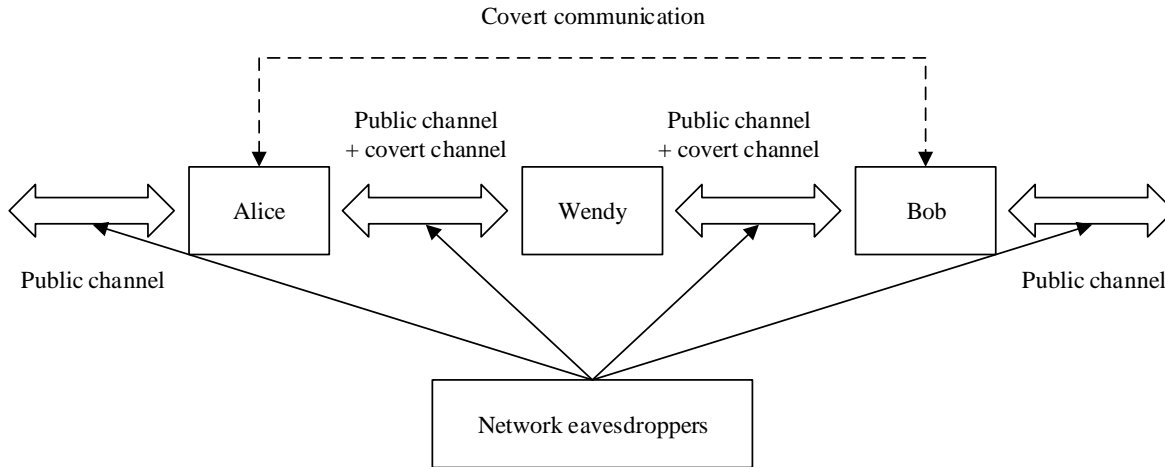 Covert communication
Public channel
+ covert channel
Public channel
+ covert channel
Alice
Wendy
Bob
Public channel
Public channel
Network eavesdroppers